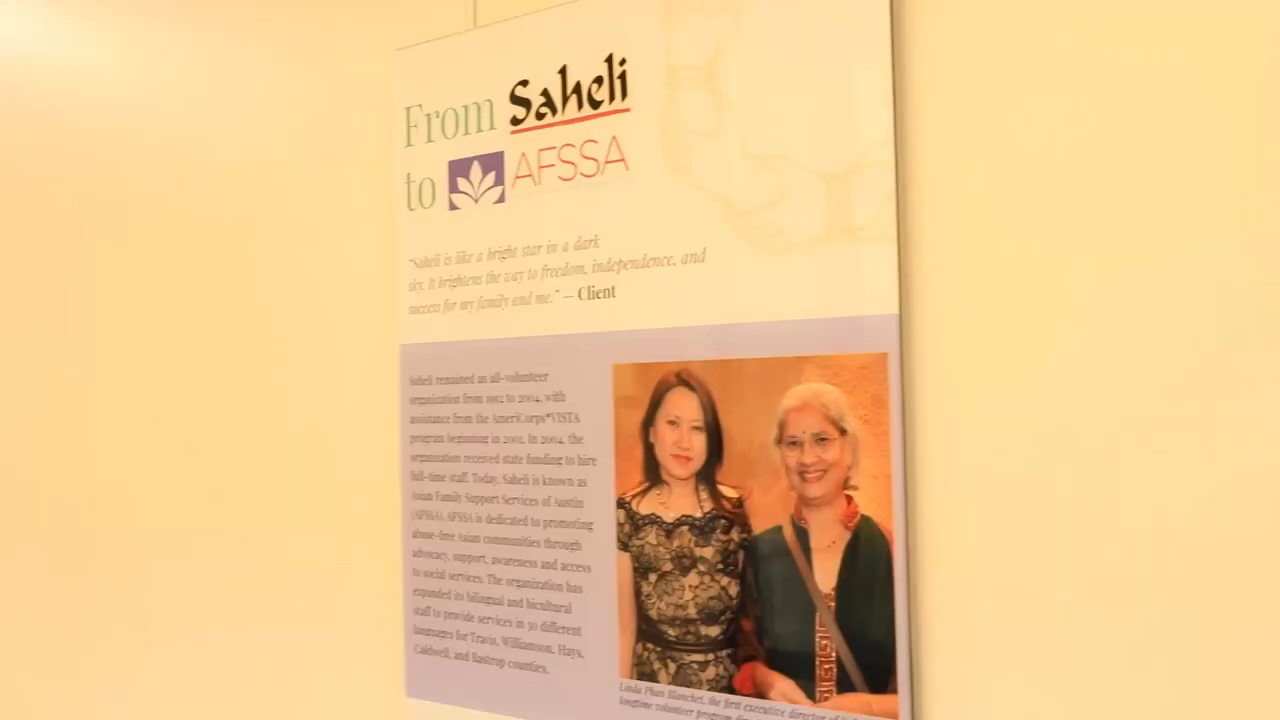 From Saheli
to AFSSA
"Saheli is like a bright star in a dark
sky. It brightens the way to freedom, independence, and
success for my family and me." — Client
Saheli remained an all-volunteer
organization from 1992 to 2004, with
assistance from the AmeriCorps*VISTA
program beginning in 2002. In 2004, the
organization received state funding to hire
full-time staff. Today, Saheli is known as
Asian Family Support Services of Austin
(AFSSA). AFSSA is dedicated to promoting
abuse-free Asian communities through
advocacy, support, awareness and access
to social services. The organization has
expanded its bilingual and bicultural
staff to provide services in 30 different
languages for Travis, Williamson, Hays,
Caldwell, and Bastrop counties.
Linda Phan Blanchet, the first executive director of
longtime volunteer program